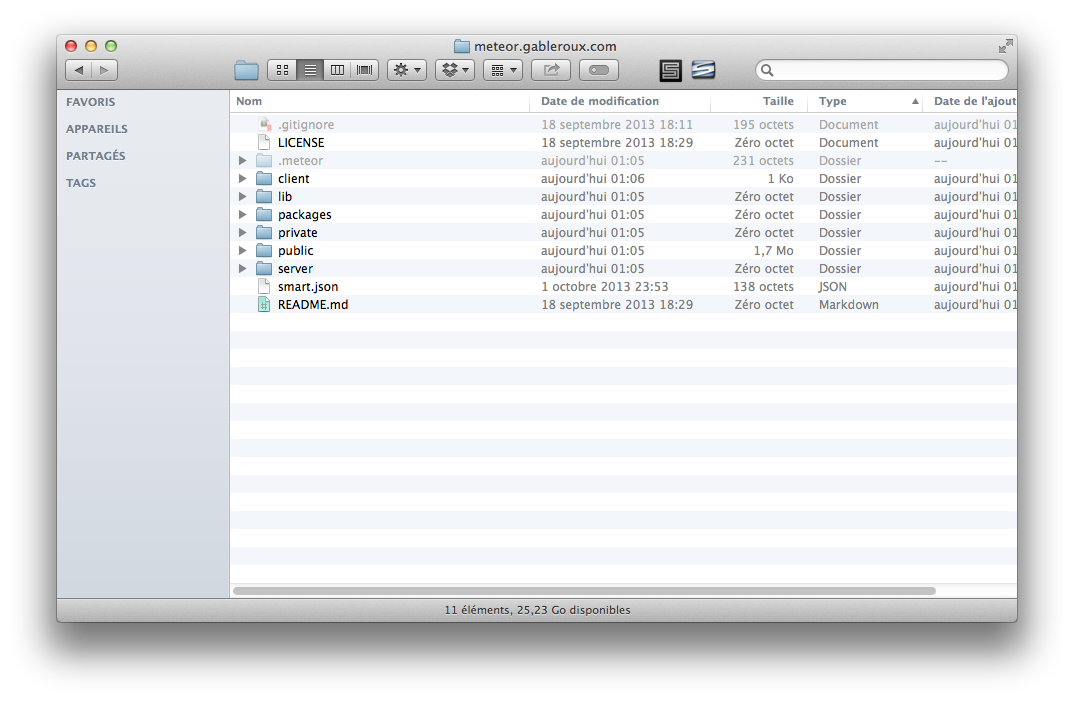 meteor.gableroux.com
FAVORIS
APPAREILS
PARTAGÉS
TAGS
Nom Date de modification Taille Type Date de l'ajout
.gitignore 18 septembre 2013 18:11 195 octets Document aujourd'hui 01
LICENSE 18 septembre 2013 18:29 Zéro octet Document aujourd'hui 01
.meteor aujourd'hui 01:05 231 octets Dossier --
client aujourd'hui 01:06 1 Ko Dossier aujourd'hui 01
lib aujourd'hui 01:05 Zéro octet Dossier aujourd'hui 01
packages aujourd'hui 01:05 Zéro octet Dossier aujourd'hui 01
private aujourd'hui 01:05 Zéro octet Dossier aujourd'hui 01
public aujourd'hui 01:05 1,7 Mo Dossier aujourd'hui 01
server aujourd'hui 01:05 Zéro octet Dossier aujourd'hui 01
smart.json 1 octobre 2013 23:53 138 octets JSON aujourd'hui 01
README.md 18 septembre 2013 18:29 Zéro octet Markdown aujourd'hui 01
11 éléments, 25,23 Go disponibles